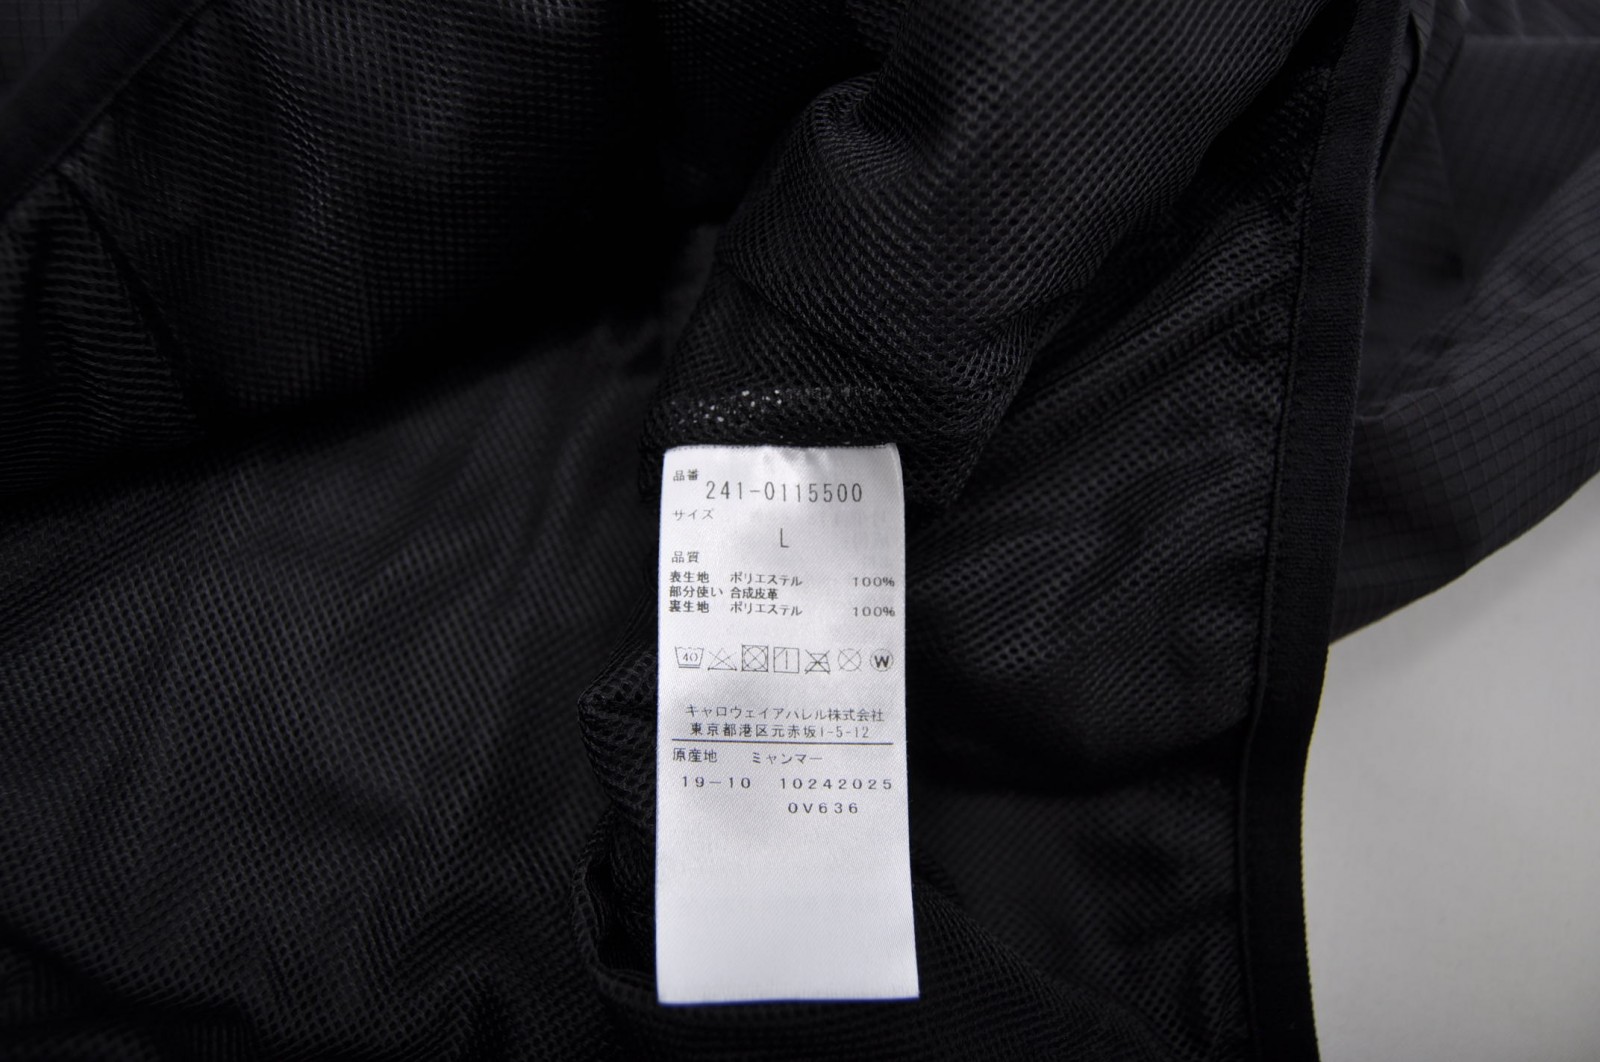 品番
241-0115500
サイズ
L
品質
表生地 ポリエステル 100%
部分使い 合成皮革
裏生地 ポリエステル 100%
40 W
キャロウェイアパレル株式会社
東京都港区元赤坂1-5-12
原産地 ミャンマー
19-10 10242025
0V636